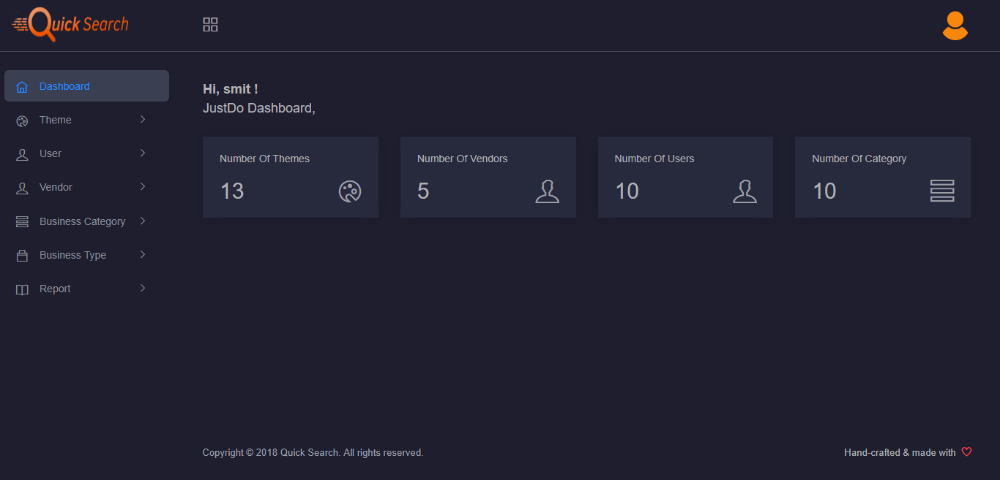 Quick Search
Dashboard
Theme
User
Vendor
Business Category
Business Type
Report
Hi, smit !
JustDo Dashboard,
Number Of Themes
13
Number Of Vendors
5
Number Of Users
10
Number Of Category
10
Copyright © 2018 Quick Search. All rights reserved.
Hand-crafted & made with